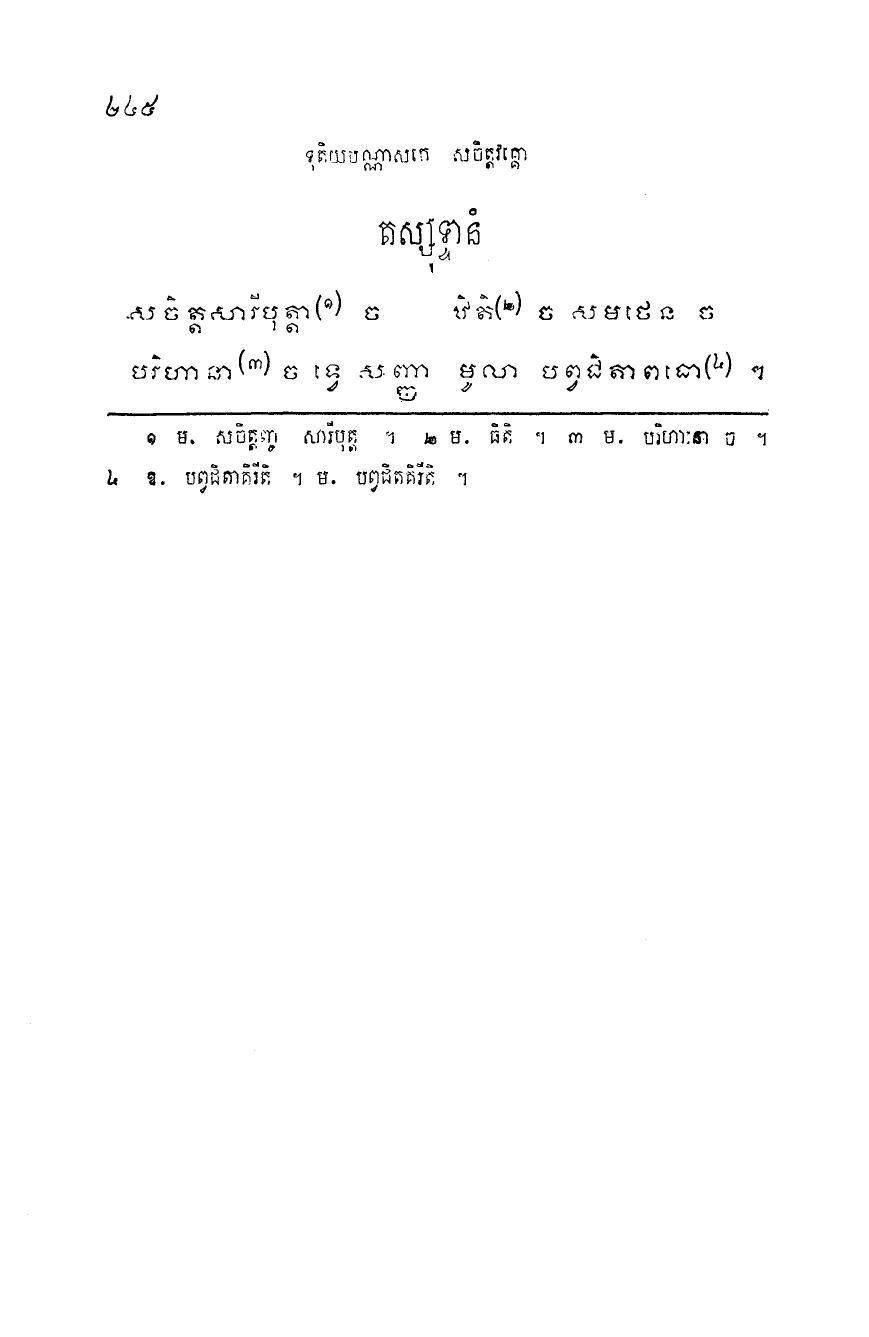 ២៤៥
ទុតិយបណ្ណាសកេ សចិត្តវគ្គោ
តស្សុទ្ទានំ
សចិត្តសារីបុត្តា(១) ច ឋិតិ(២) ច សមថេន ច
បរិហានា(៣) ច ទ្វេ សញ្ញា មូលា បព្វជិតាពាធោ(៤) ។
១ ម. សចិត្តញ្ច សារីបុត្ត ។ ២ ម. ធិតិ ។ ៣ ម. បរិហានោ ច ។
៤ ឱ. បព្វជិតាគិរីតិ ។ ម. បព្វជិតគិរីតិ ។